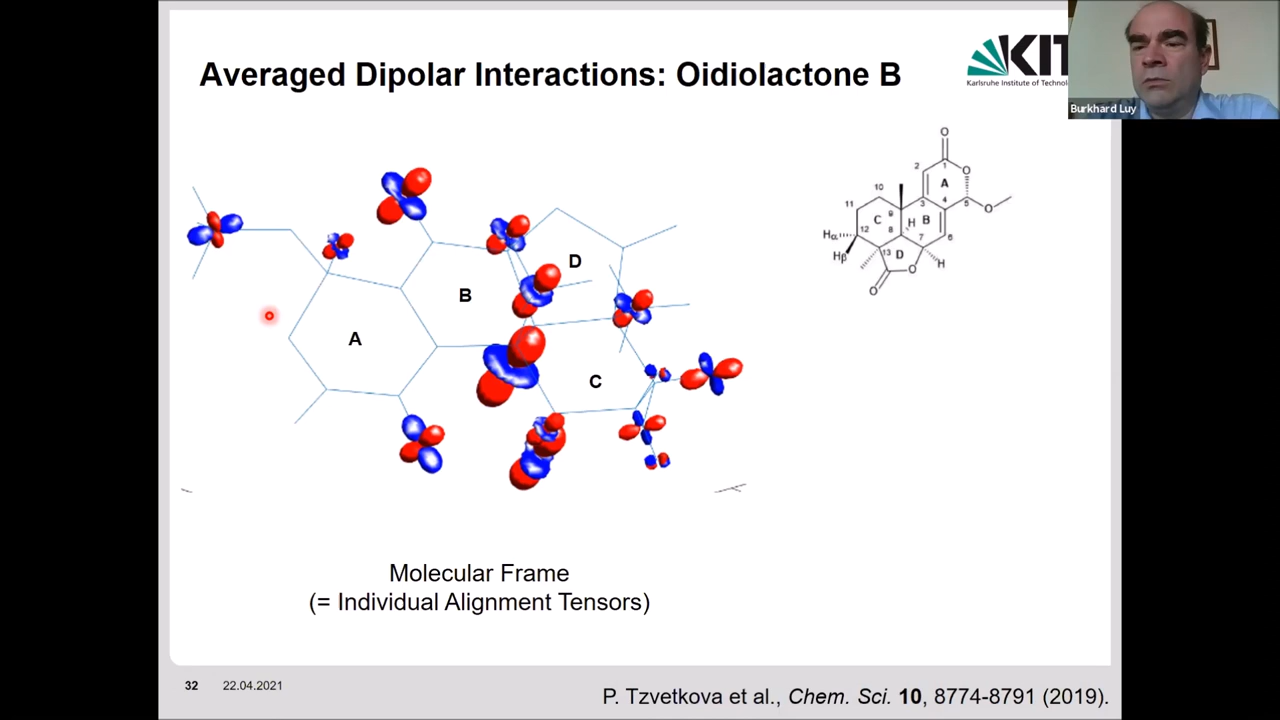 Averaged Dipolar Interactions: Oidiolactone B
KIT
Karlsruhe Institute of Technol
Burkhard Luy
A
B
C
D
O
1
2
O
A
10
3
4
5
O
11
9
C
H
B
Hα
12
8
7
6
Hβ
13
D
H
O
O
Molecular Frame
(= Individual Alignment Tensors)
32
22.04.2021
P. Tzvetkova et al., Chem. Sci. 10, 8774-8791 (2019).